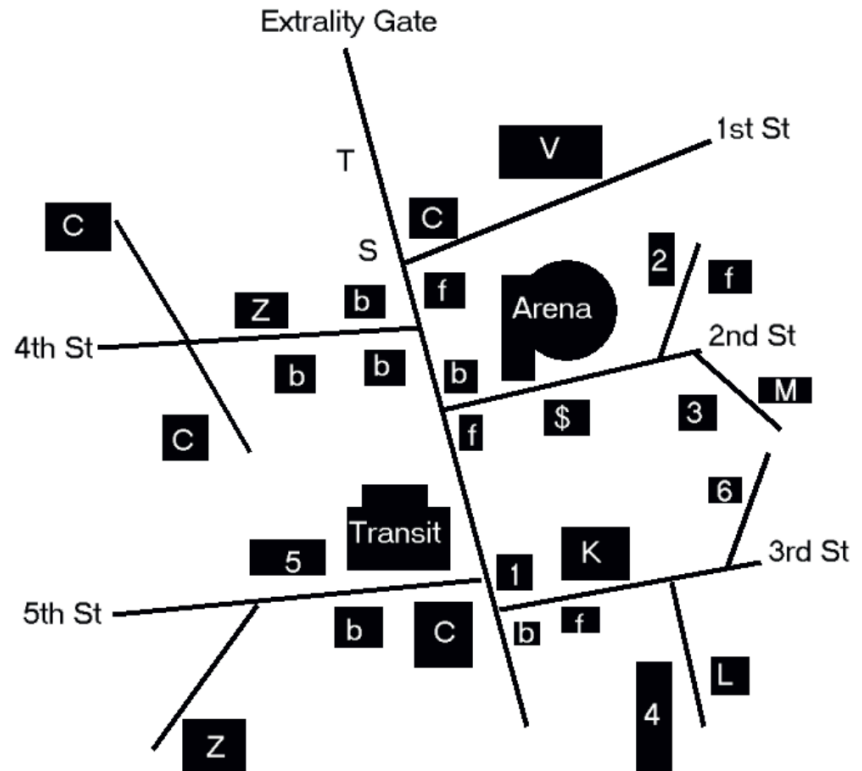 Extrality Gate
1st St
V
T
C
C
S
2
f
f
b
Z
Arena
2nd St
4th St
b
b
b
M
$
3
f
C
6
Transit
K
3rd St
5
1
5th St
b
C
b
f
L
4
Z